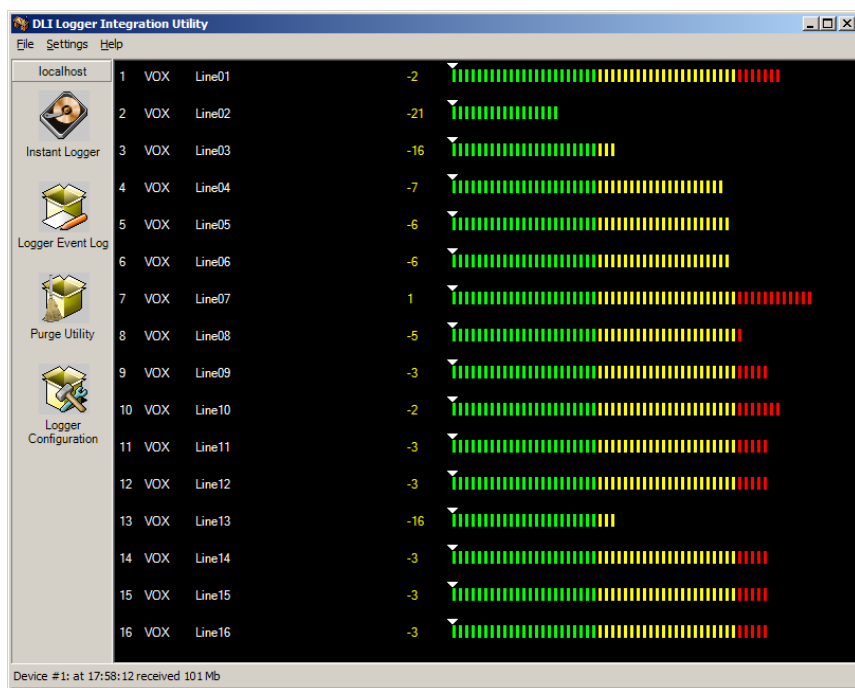 DLI Logger Integration Utility
File Settings Help
localhost
Instant Logger
Logger Event Log
Purge Utility
Logger
Configuration
1 VOX Line01 -2
2 VOX Line02 -21
3 VOX Line03 -16
4 VOX Line04 -7
5 VOX Line05 -6
6 VOX Line06 -6
7 VOX Line07 1
8 VOX Line08 -5
9 VOX Line09 -3
10 VOX Line10 -2
11 VOX Line11 -3
12 VOX Line12 -3
13 VOX Line13 -16
14 VOX Line14 -3
15 VOX Line15 -3
16 VOX Line16 -3
Device #1: at 17:58:12 received 101 Mb